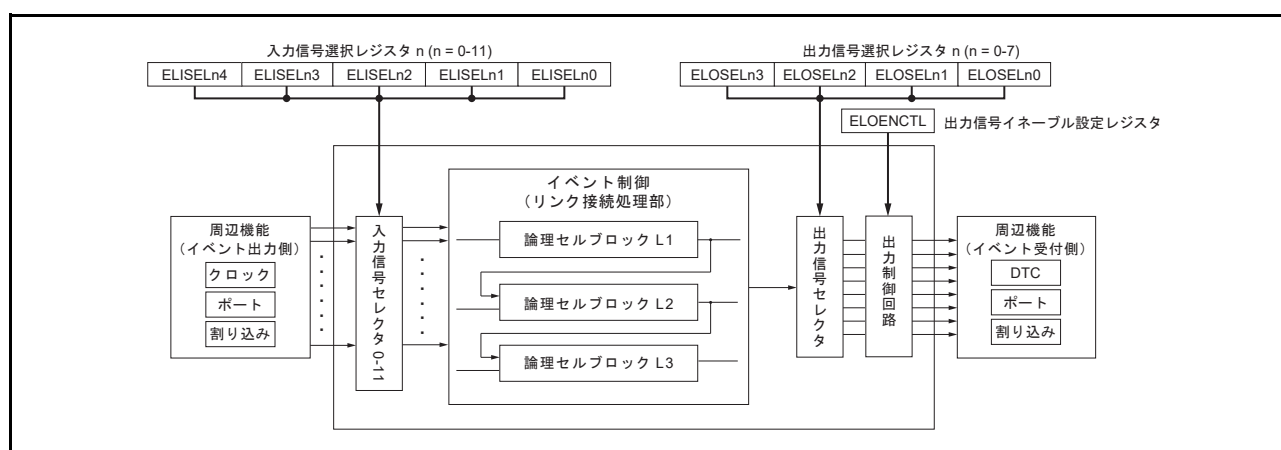 入力信号選択レジスタ n (n = 0-11)
ELISELn4 ELISELn3 ELISELn2 ELISELn1 ELISELn0
出力信号選択レジスタ n (n = 0-7)
ELOSELn3 ELOSELn2 ELOSELn1 ELOSELn0
ELOENCTL 出力信号イネーブル設定レジスタ
周辺機能
(イベント出力側)
クロック
ポート
割り込み
入力信号セレクタ 0-11
イベント制御
(リンク接続処理部)
論理セルブロック L1
論理セルブロック L2
論理セルブロック L3
出力信号セレクタ
出力制御回路
周辺機能
(イベント受付側)
DTC
ポート
割り込み